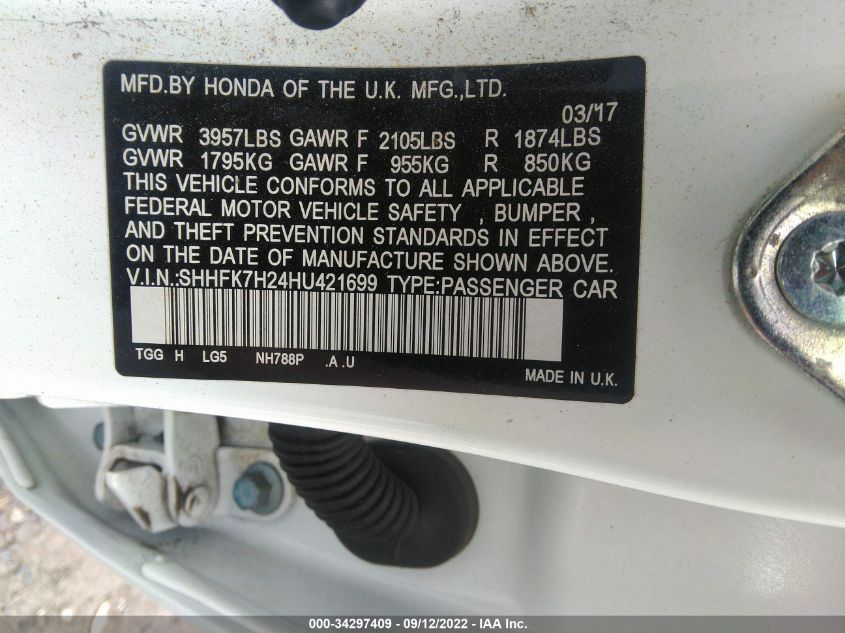 MFD.BY HONDA OF THE U.K. MFG.,LTD.
03/'17
GVWR 3957LBS GAWR F 2105LBS R 1874LBS
GVWR 1795KG GAWR F 955KG R 850KG
THIS VEHICLE CONFORMS TO ALL APPLICABLE
FEDERAL MOTOR VEHICLE SAFETY , BUMPER ,
AND THEFT PREVENTION STANDARDS IN EFFECT
ON THE DATE OF MANUFACTURE SHOWN ABOVE.
V.I.N.:SHHFK7H24HU421699 TYPE:PASSENGER CAR
TGG H LG5 NH788P .A .U
MADE IN U.K.
000-34297409 - 09/12/2022 - IAA Inc.